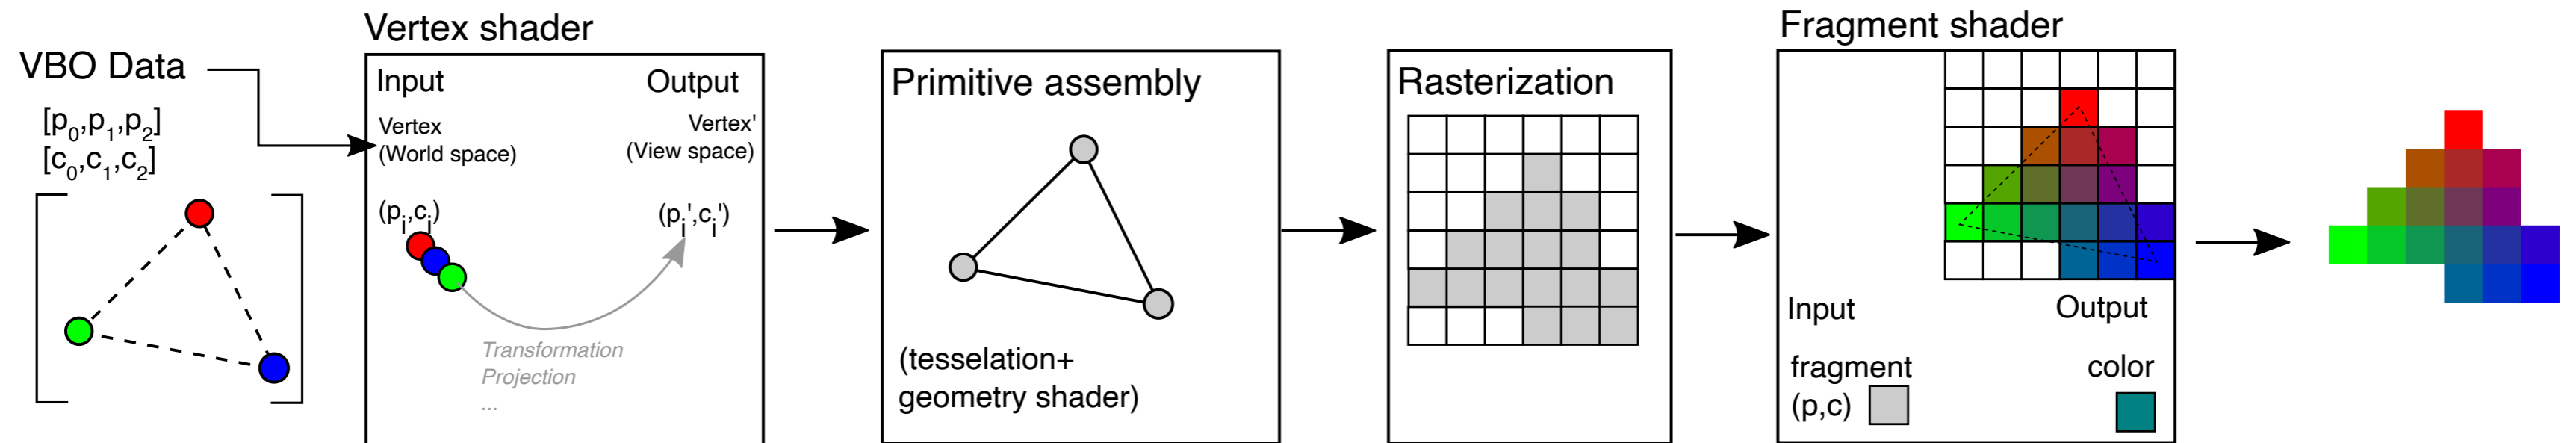 VBO Data
[p0,p1,p2]
[c0,c1,c2]
Vertex shader
Input
Output
Vertex
(World space)
Vertex'
(View space)
(pi,ci)
(pi',ci')
Transformation
Projection
...
Primitive assembly
(tesselation+
geometry shader)
Rasterization
Fragment shader
Input
Output
fragment
(p,c)
color